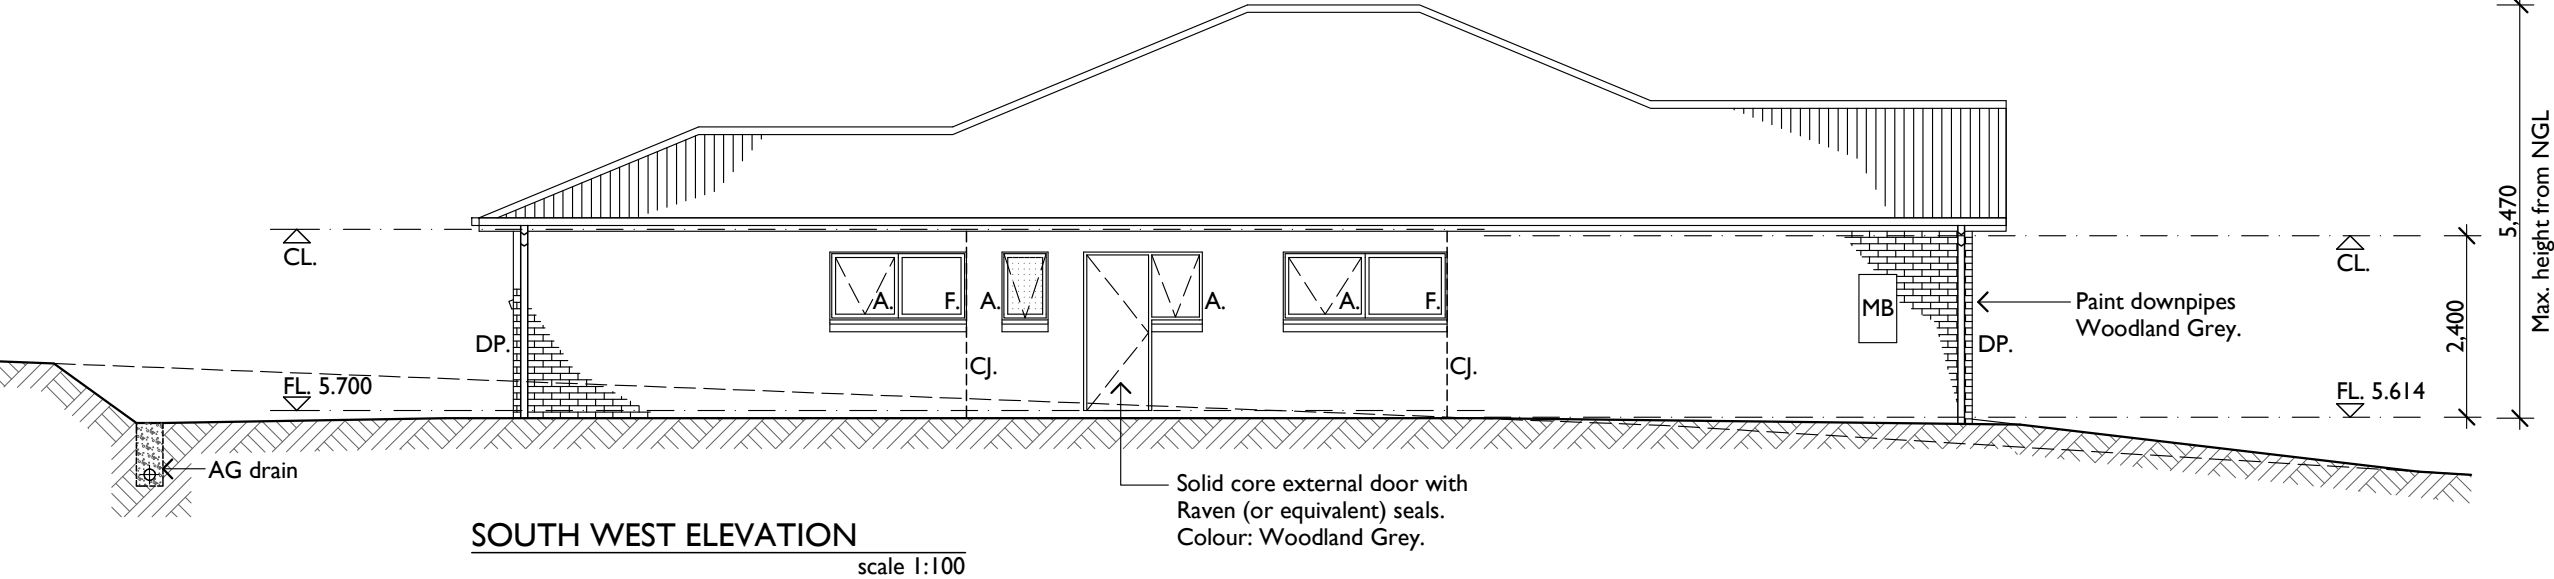 5,470
Max. height from NGL
CL.
CL.
A.
F.
A.
A.
A.
F.
MB
Paint downpipes
Woodland Grey.
2,400
DP.
DP.
CJ.
CJ.
FL. 5.700
FL. 5.614
AG drain
Solid core external door with
Raven (or equivalent) seals.
Colour: Woodland Grey.
SOUTH WEST ELEVATION
scale 1:100